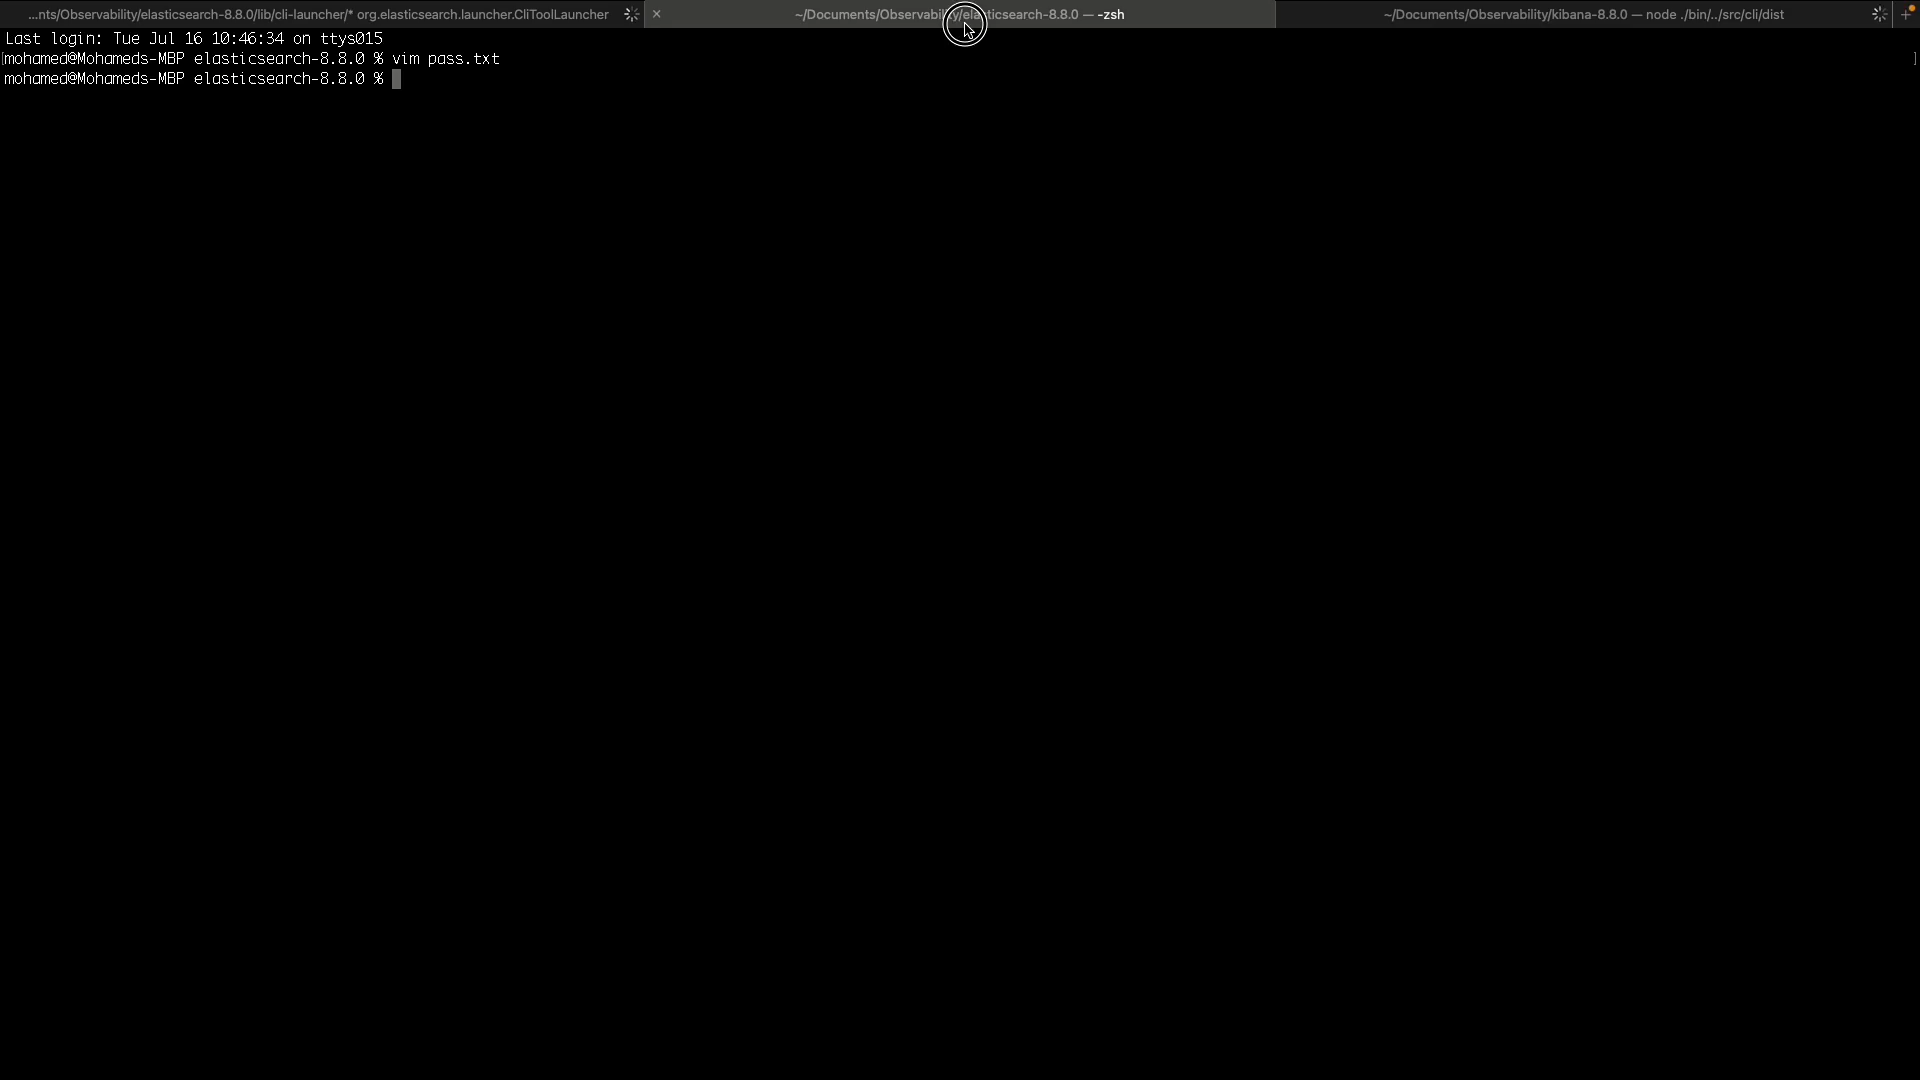 ...nts/Observability/elasticsearch-8.8.0/lib/cli-launcher/* org.elasticsearch.launcher.CliToolLauncher
~/Documents/Observability/elasticsearch-8.8.0 — -zsh
~/Documents/Observability/kibana-8.8.0 — node ./bin/../src/cli/dist
Last login: Tue Jul 16 10:46:34 on ttys015
[mohamed@Mohameds-MBP elasticsearch-8.8.0 % vim pass.txt ]
mohamed@Mohameds-MBP elasticsearch-8.8.0 %